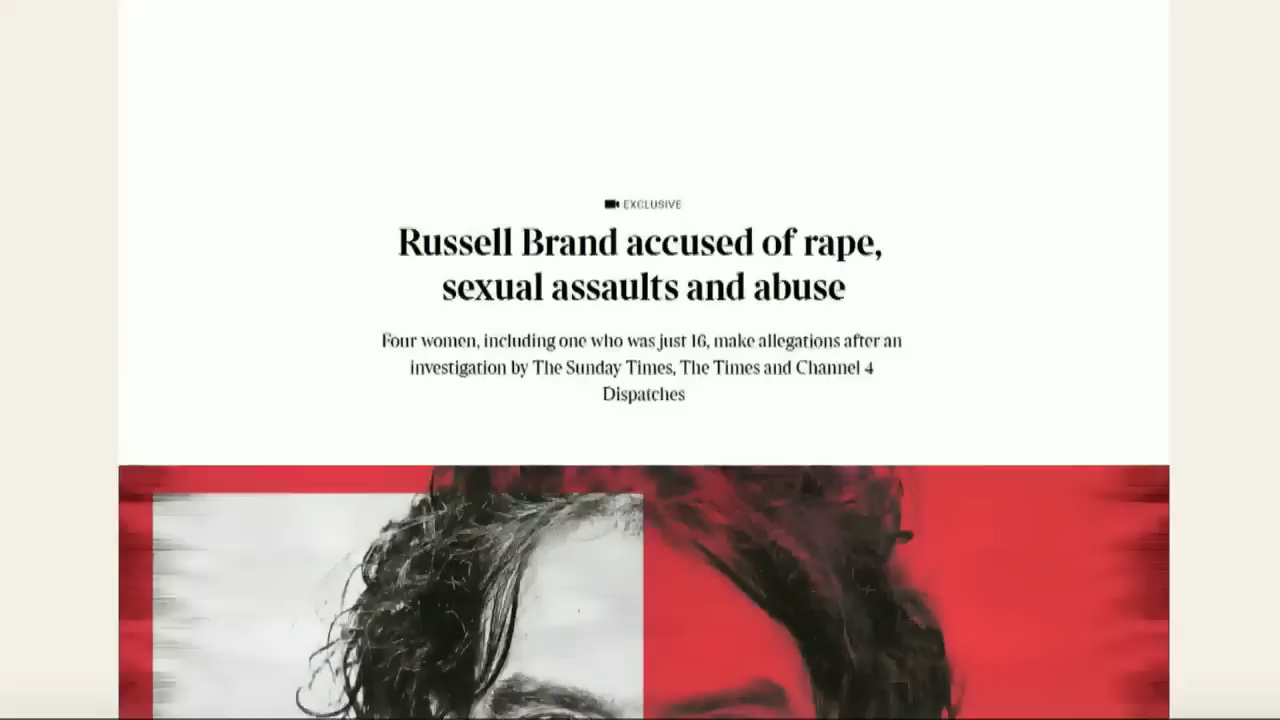 EXCLUSIVE
Russell Brand accused of rape,
sexual assaults and abuse
Four women, including one who was just 16, make allegations after an
investigation by The Sunday Times, The Times and Channel 4
Dispatches